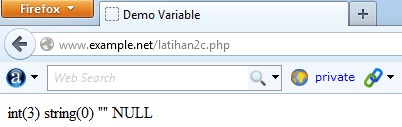 Firefox
Demo Variable
www.example.net/latihan2c.php
a Web Search private
int(3) string(0) "" NULL